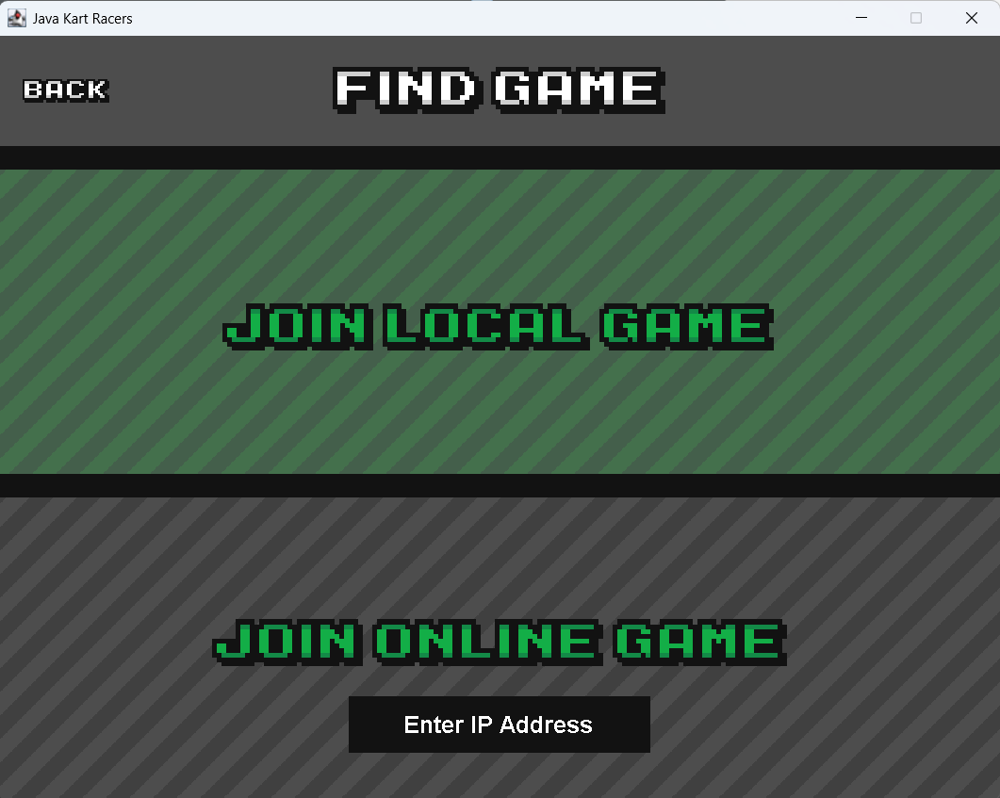 Java Kart Racers
BACK
FIND GAME
JOIN LOCAL GAME
JOIN ONLINE GAME
Enter IP Address